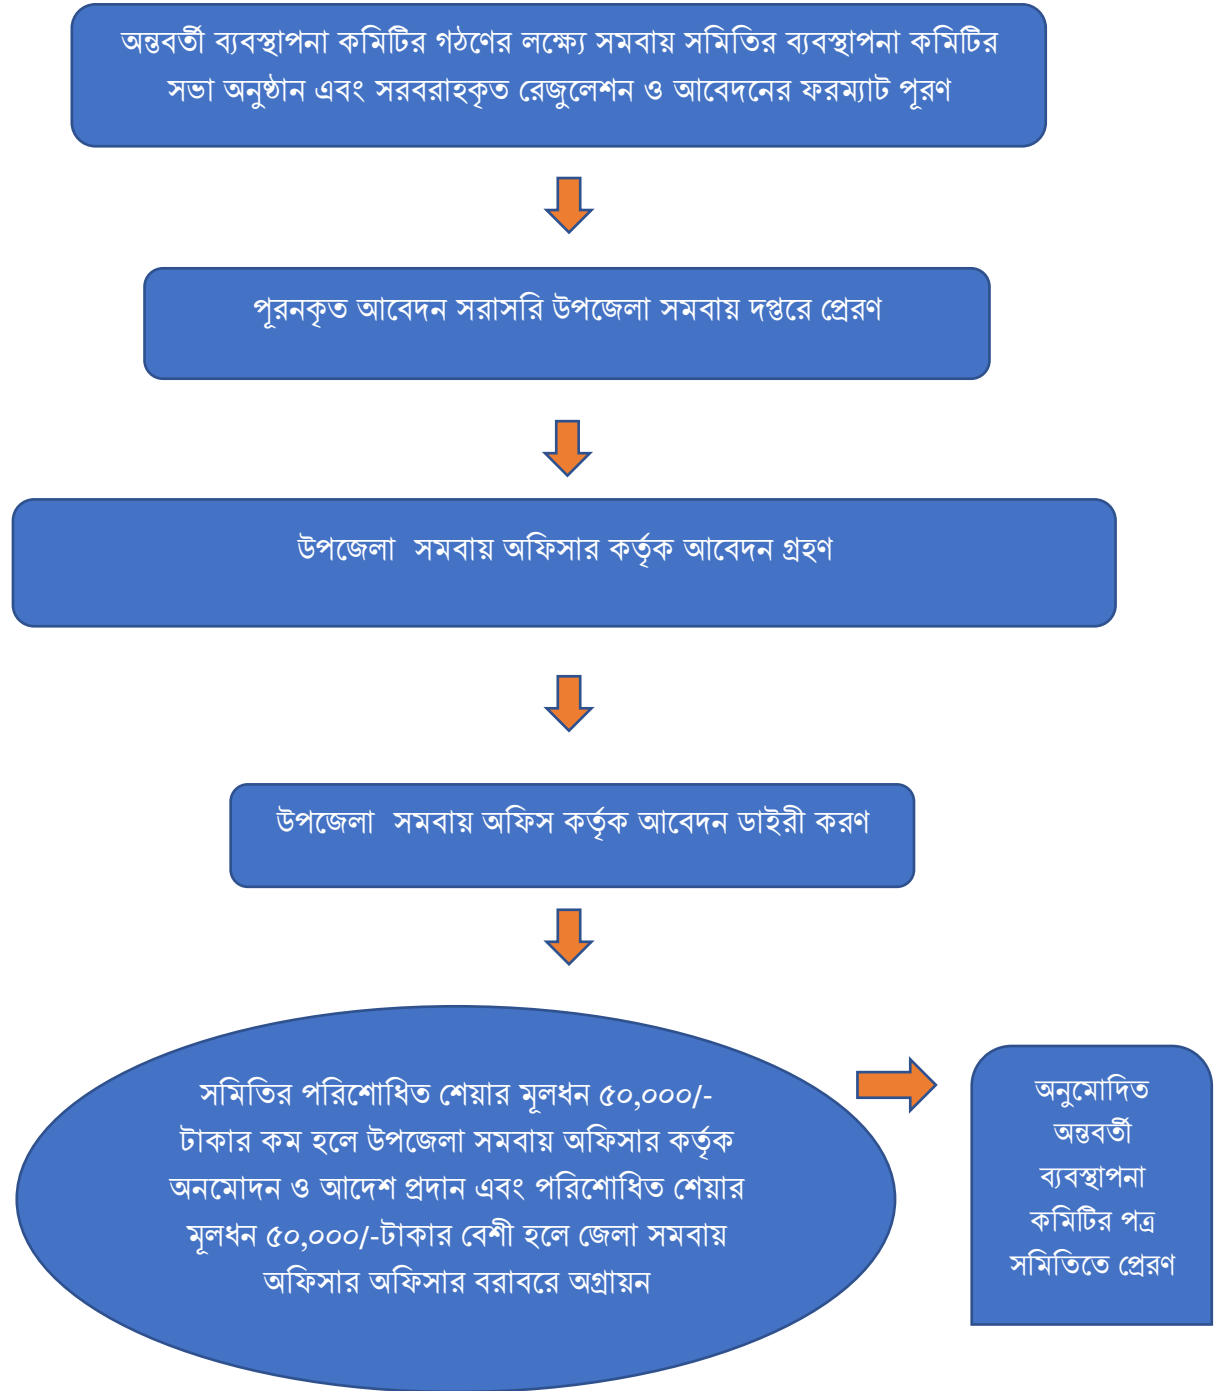 অন্তবর্তী ব্যবস্থাপনা কমিটির গঠণের লক্ষ্যে সমবায় সমিতির ব্যবস্থাপনা কমিটির
সভা অনুষ্ঠান এবং সরবরাহকৃত রেজুলেশন ও আবেদনের ফরম্যাট পূরণ
পূরনকৃত আবেদন সরাসরি উপজেলা সমবায় দপ্তরে প্রেরণ
উপজেলা সমবায় অফিসার কর্তৃক আবেদন গ্রহণ
উপজেলা সমবায় অফিস কর্তৃক আবেদন ডাইরী করণ
সমিতির পরিশোধিত শেয়ার মূলধন ৫০,০০০/-
টাকার কম হলে উপজেলা সমবায় অফিসার কর্তৃক
অনমোদন ও আদেশ প্রদান এবং পরিশোধিত শেয়ার
মূলধন ৫০,০০০/-টাকার বেশী হলে জেলা সমবায়
অফিসার অফিসার বরাবরে অগ্রায়ন
অনুমোদিত
অন্তবর্তী
ব্যবস্থাপনা
কমিটির পত্র
সমিতিতে প্রেরণ